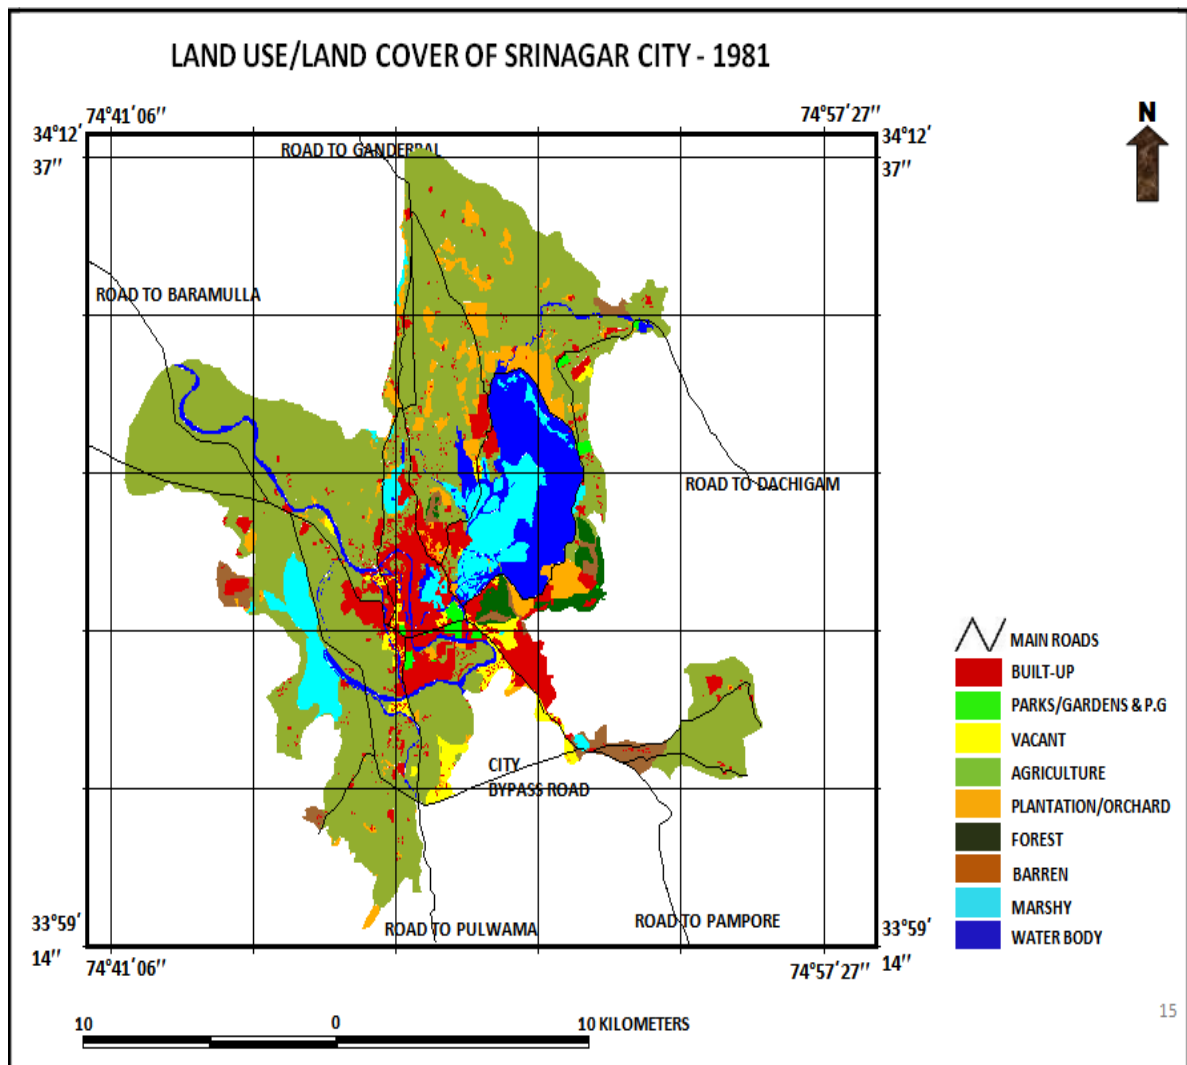 LAND USE/LAND COVER OF SRINAGAR CITY - 1981
74°41′06′′
74°57′27′′
N
34°12′
37′′
34°12′
37′′
ROAD TO GANDERBAL
ROAD TO BARAMULLA
ROAD TO DACHIGAM
MAIN ROADS
BUILT-UP
PARKS/GARDENS & P.G
VACANT
AGRICULTURE
PLANTATION/ORCHARD
FOREST
BARREN
MARSHY
WATER BODY
CITY
BYPASS ROAD
ROAD TO PULWAMA
ROAD TO PAMPORE
33°59′
14′′
33°59′
14′′
74°41′06′′
74°57′27′′
10 0 10 KILOMETERS
15